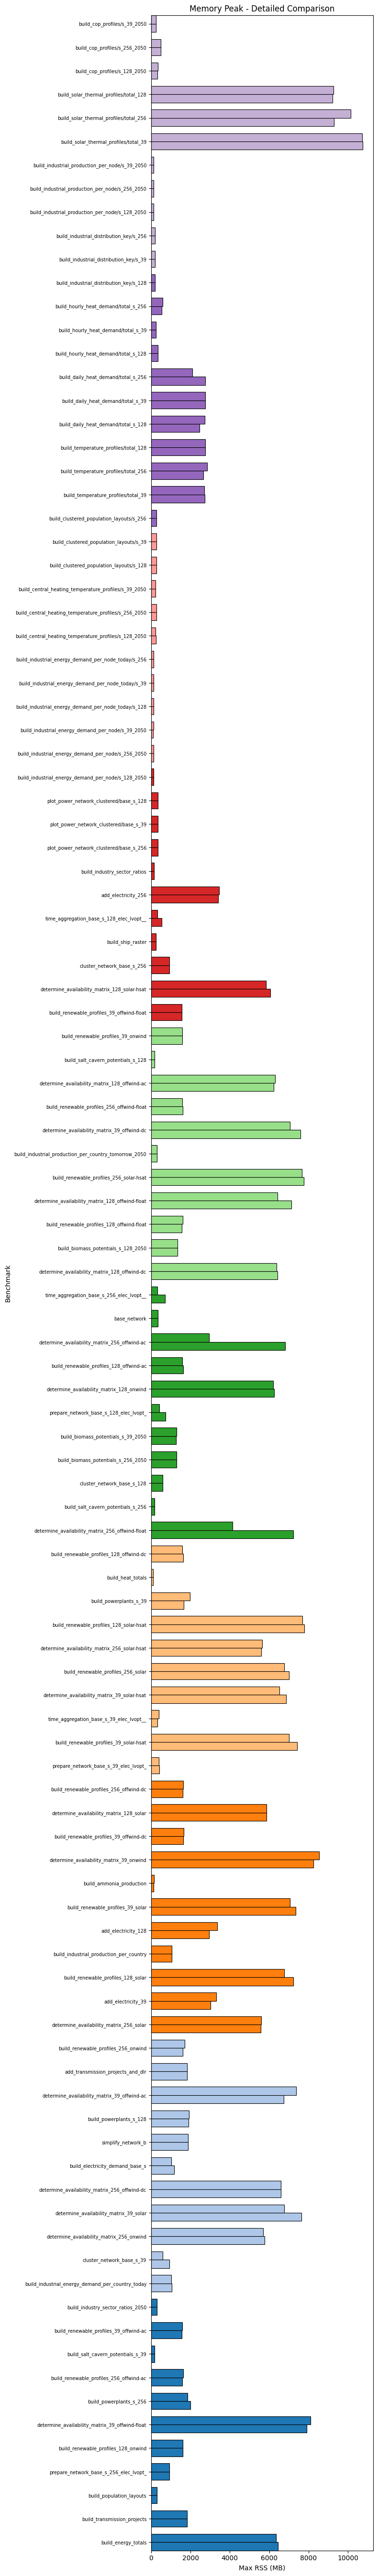 Memory Peak - Detailed Comparison
build_cop_profiles/s_39_2050
build_cop_profiles/s_256_2050
build_cop_profiles/s_128_2050
build_solar_thermal_profiles/total_128
build_solar_thermal_profiles/total_256
build_solar_thermal_profiles/total_39
build_industrial_production_per_node/s_39_2050
build_industrial_production_per_node/s_256_2050
build_industrial_production_per_node/s_128_2050
build_industrial_distribution_key/s_256
build_industrial_distribution_key/s_39
build_industrial_distribution_key/s_128
build_hourly_heat_demand/total_s_256
build_hourly_heat_demand/total_s_39
build_hourly_heat_demand/total_s_128
build_daily_heat_demand/total_s_256
build_daily_heat_demand/total_s_39
build_daily_heat_demand/total_s_128
build_temperature_profiles/total_128
build_temperature_profiles/total_256
build_temperature_profiles/total_39
build_clustered_population_layouts/s_256
build_clustered_population_layouts/s_39
build_clustered_population_layouts/s_128
build_central_heating_temperature_profiles/s_39_2050
build_central_heating_temperature_profiles/s_256_2050
build_central_heating_temperature_profiles/s_128_2050
build_industrial_energy_demand_per_node_today/s_256
build_industrial_energy_demand_per_node_today/s_39
build_industrial_energy_demand_per_node_today/s_128
build_industrial_energy_demand_per_node/s_39_2050
build_industrial_energy_demand_per_node/s_256_2050
build_industrial_energy_demand_per_node/s_128_2050
plot_power_network_clustered/base_s_128
plot_power_network_clustered/base_s_39
plot_power_network_clustered/base_s_256
build_industry_sector_ratios
add_electricity_256
time_aggregation_base_s_128_elec_lvopt__
build_ship_raster
cluster_network_base_s_256
determine_availability_matrix_128_solar-hsat
build_renewable_profiles_39_offwind-float
build_renewable_profiles_39_onwind
build_salt_cavern_potentials_s_128
determine_availability_matrix_128_offwind-ac
build_renewable_profiles_256_offwind-float
determine_availability_matrix_39_offwind-dc
build_industrial_production_per_country_tomorrow_2050
build_renewable_profiles_256_solar-hsat
determine_availability_matrix_128_offwind-float
build_renewable_profiles_128_offwind-float
build_biomass_potentials_s_128_2050
determine_availability_matrix_128_offwind-dc
time_aggregation_base_s_256_elec_lvopt__
base_network
determine_availability_matrix_256_offwind-ac
build_renewable_profiles_128_offwind-ac
determine_availability_matrix_128_onwind
prepare_network_base_s_128_elec_lvopt_
build_biomass_potentials_s_39_2050
build_biomass_potentials_s_256_2050
cluster_network_base_s_128
build_salt_cavern_potentials_s_256
determine_availability_matrix_256_offwind-float
build_renewable_profiles_128_offwind-dc
build_heat_totals
build_powerplants_s_39
build_renewable_profiles_128_solar-hsat
determine_availability_matrix_256_solar-hsat
build_renewable_profiles_256_solar
determine_availability_matrix_39_solar-hsat
time_aggregation_base_s_39_elec_lvopt__
build_renewable_profiles_39_solar-hsat
prepare_network_base_s_39_elec_lvopt_
build_renewable_profiles_256_offwind-dc
determine_availability_matrix_128_solar
build_renewable_profiles_39_offwind-dc
determine_availability_matrix_39_onwind
build_ammonia_production
build_renewable_profiles_39_solar
add_electricity_128
build_industrial_production_per_country
build_renewable_profiles_128_solar
add_electricity_39
determine_availability_matrix_256_solar
build_renewable_profiles_256_onwind
add_transmission_projects_and_dlr
determine_availability_matrix_39_offwind-ac
build_powerplants_s_128
simplify_network_b
build_electricity_demand_base_s
determine_availability_matrix_256_offwind-dc
determine_availability_matrix_39_solar
determine_availability_matrix_256_onwind
cluster_network_base_s_39
build_industrial_energy_demand_per_country_today
build_industry_sector_ratios_2050
build_renewable_profiles_39_offwind-ac
build_salt_cavern_potentials_s_39
build_renewable_profiles_256_offwind-ac
build_powerplants_s_256
determine_availability_matrix_39_offwind-float
build_renewable_profiles_128_onwind
prepare_network_base_s_256_elec_lvopt_
build_population_layouts
build_transmission_projects
build_energy_totals
Benchmark
0 2000 4000 6000 8000 10000
Max RSS (MB)